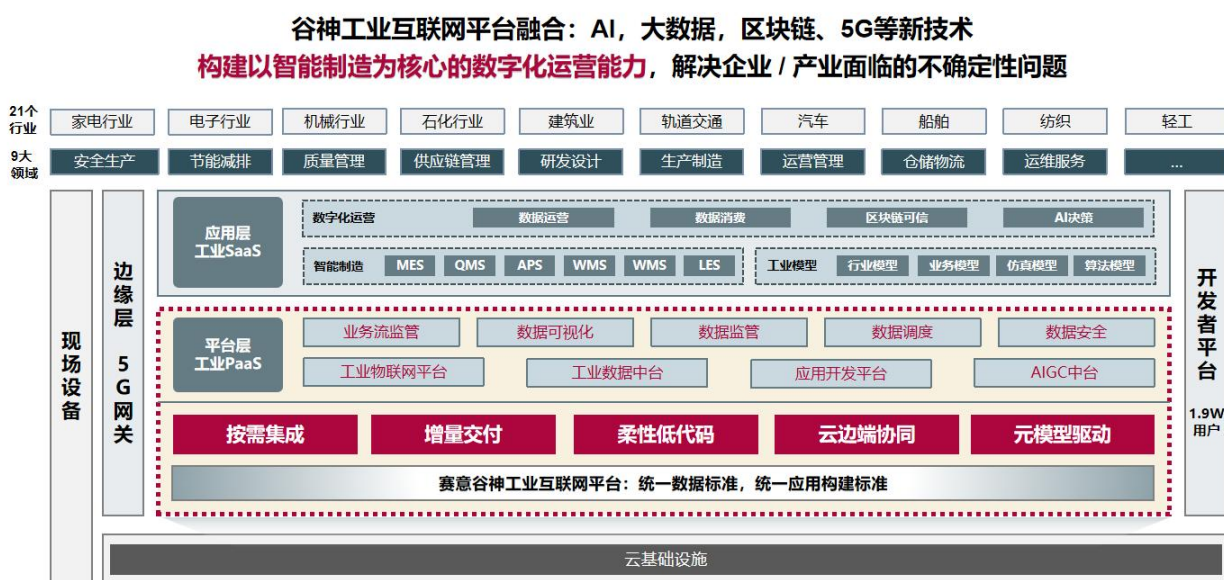 谷神工业互联网平台融合：AI，大数据，区块链、5G等新技术
构建以智能制造为核心的数字化运营能力，解决企业 / 产业面临的不确定性问题
21个
行业
家电行业 电子行业 机械行业 石化行业 建筑业 轨道交通 汽车 船舶 纺织 轻工
9大
领域
安全生产 节能减排 质量管理 供应链管理 研发设计 生产制造 运营管理 仓储物流 运维服务 ...
现场设备
边缘层 5G网关
应用层
工业SaaS
数字化运营 数据运营 数据消费 区块链可信 AI决策
智能制造 MES QMS APS WMS WMS LES
工业模型 行业模型 业务模型 仿真模型 算法模型
平台层
工业PaaS
业务流监管 数据可视化 数据监管 数据调度 数据安全
工业物联网平台 工业数据中台 应用开发平台 AIGC中台
按需集成 增量交付 柔性低代码 云边端协同 元模型驱动
赛意谷神工业互联网平台：统一数据标准，统一应用构建标准
开发者平台
1.9W
用户
云基础设施